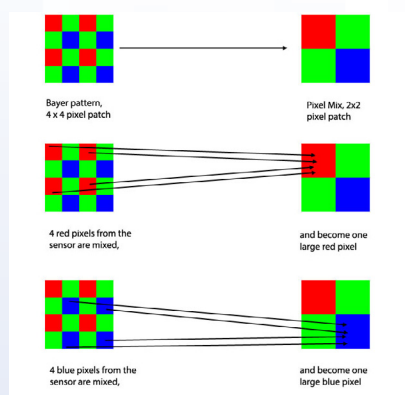 Bayer pattern,
4 x 4 pixel patch
Pixel Mix, 2x2
pixel patch
4 red pixels from the
sensor are mixed,
and become one
large red pixel
4 blue pixels from the
sensor are mixed,
and become one
large blue pixel